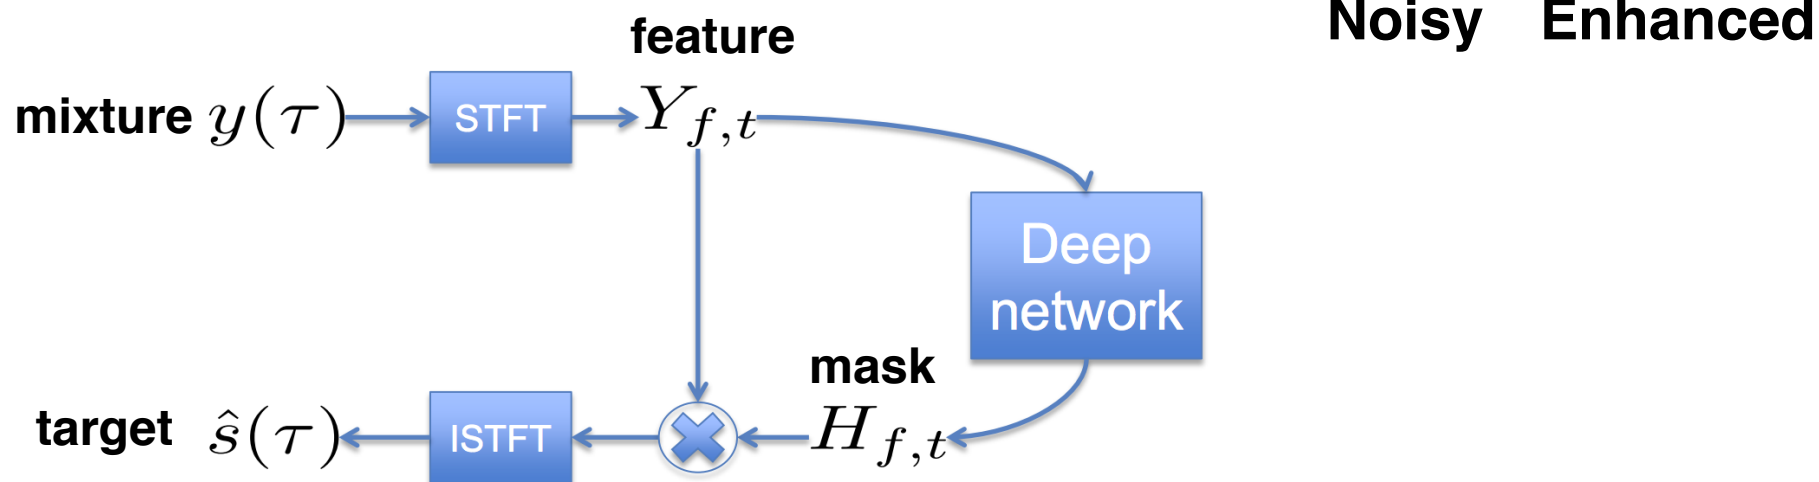 Noisy Enhanced
feature
mixture y(τ) STFT Y_{f,t}
Deep
network
mask
target ŝ(τ) ISTFT H_{f,t}